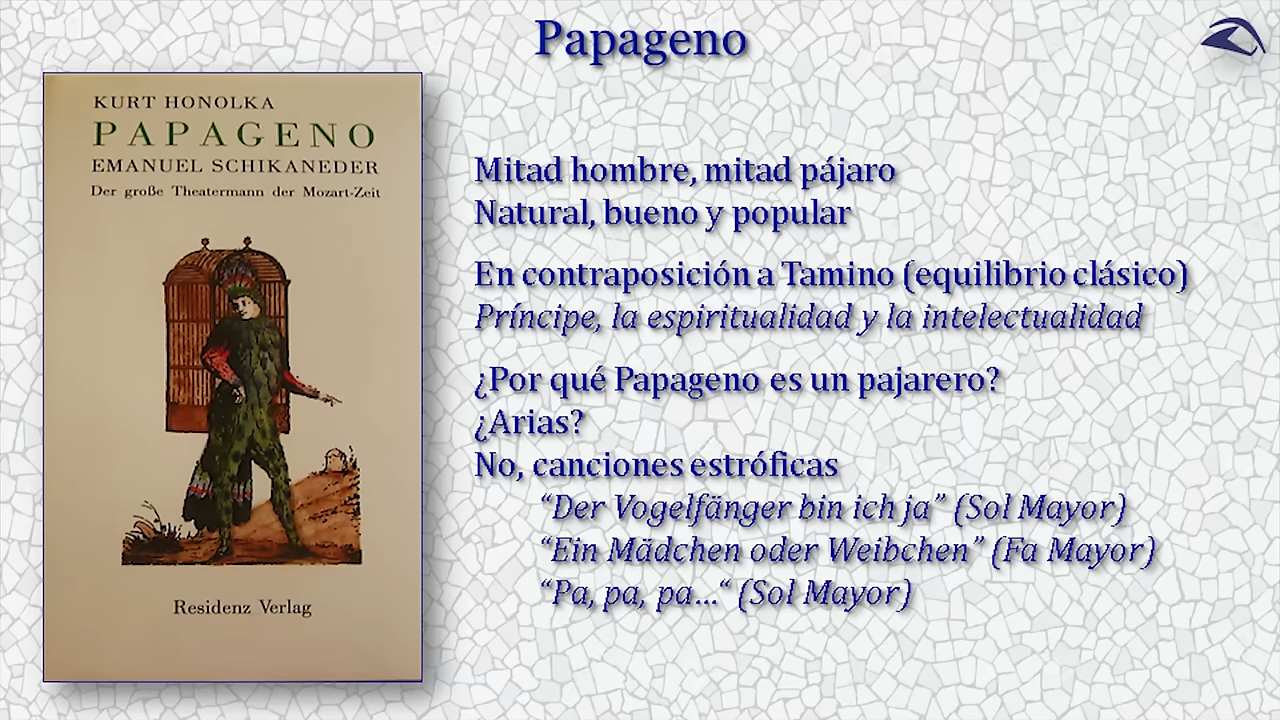 Papageno
KURT HONOLKA
PAPAGENO
EMANUEL SCHIKANEDER
Der große Theatermann der Mozart-Zeit
Residenz Verlag
Mitad hombre, mitad pájaro
Natural, bueno y popular
En contraposición a Tamino (equilibrio clásico)
Príncipe, la espiritualidad y la intelectualidad
¿Por qué Papageno es un pajarero?
¿Arias?
No, canciones estróficas
“Der Vogelfänger bin ich ja” (Sol Mayor)
“Ein Mädchen oder Weibchen” (Fa Mayor)
“Pa, pa, pa...“ (Sol Mayor)